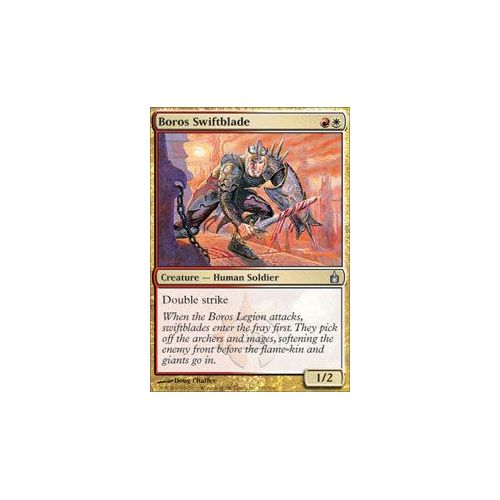 Boros Swiftblade
Creature — Human Soldier
Double strike
When the Boros Legion attacks,
swiftblades enter the fray first. They pick
off the archers and mages, softening the
enemy front before the flame-kin and
giants go in.
Doug Chaffee
1/2